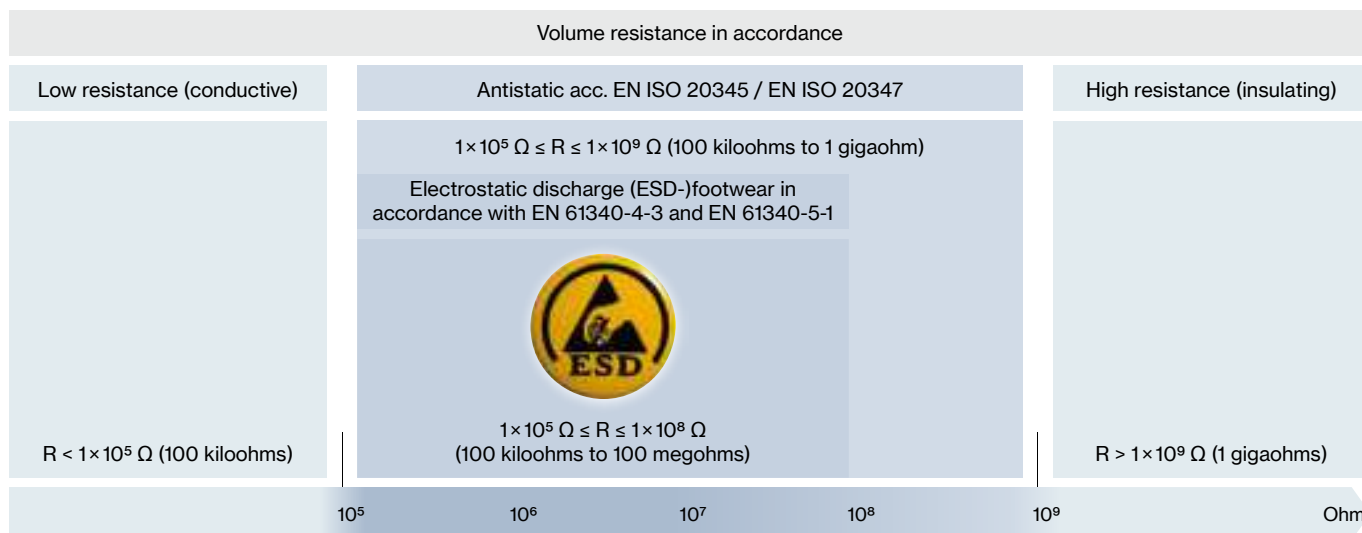 Volume resistance in accordance
Low resistance (conductive)
Antistatic acc. EN ISO 20345 / EN ISO 20347
High resistance (insulating)
1×10⁵ Ω ≤ R ≤ 1×10⁹ Ω (100 kiloohms to 1 gigaohm)
Electrostatic discharge (ESD-)footwear in
accordance with EN 61340-4-3 and EN 61340-5-1
ESD
1×10⁵ Ω ≤ R ≤ 1×10⁸ Ω
(100 kiloohms to 100 megohms)
R < 1×10⁵ Ω (100 kiloohms)
R > 1×10⁹ Ω (1 gigaohms)
10⁵ 10⁶ 10⁷ 10⁸ 10⁹ Ohm